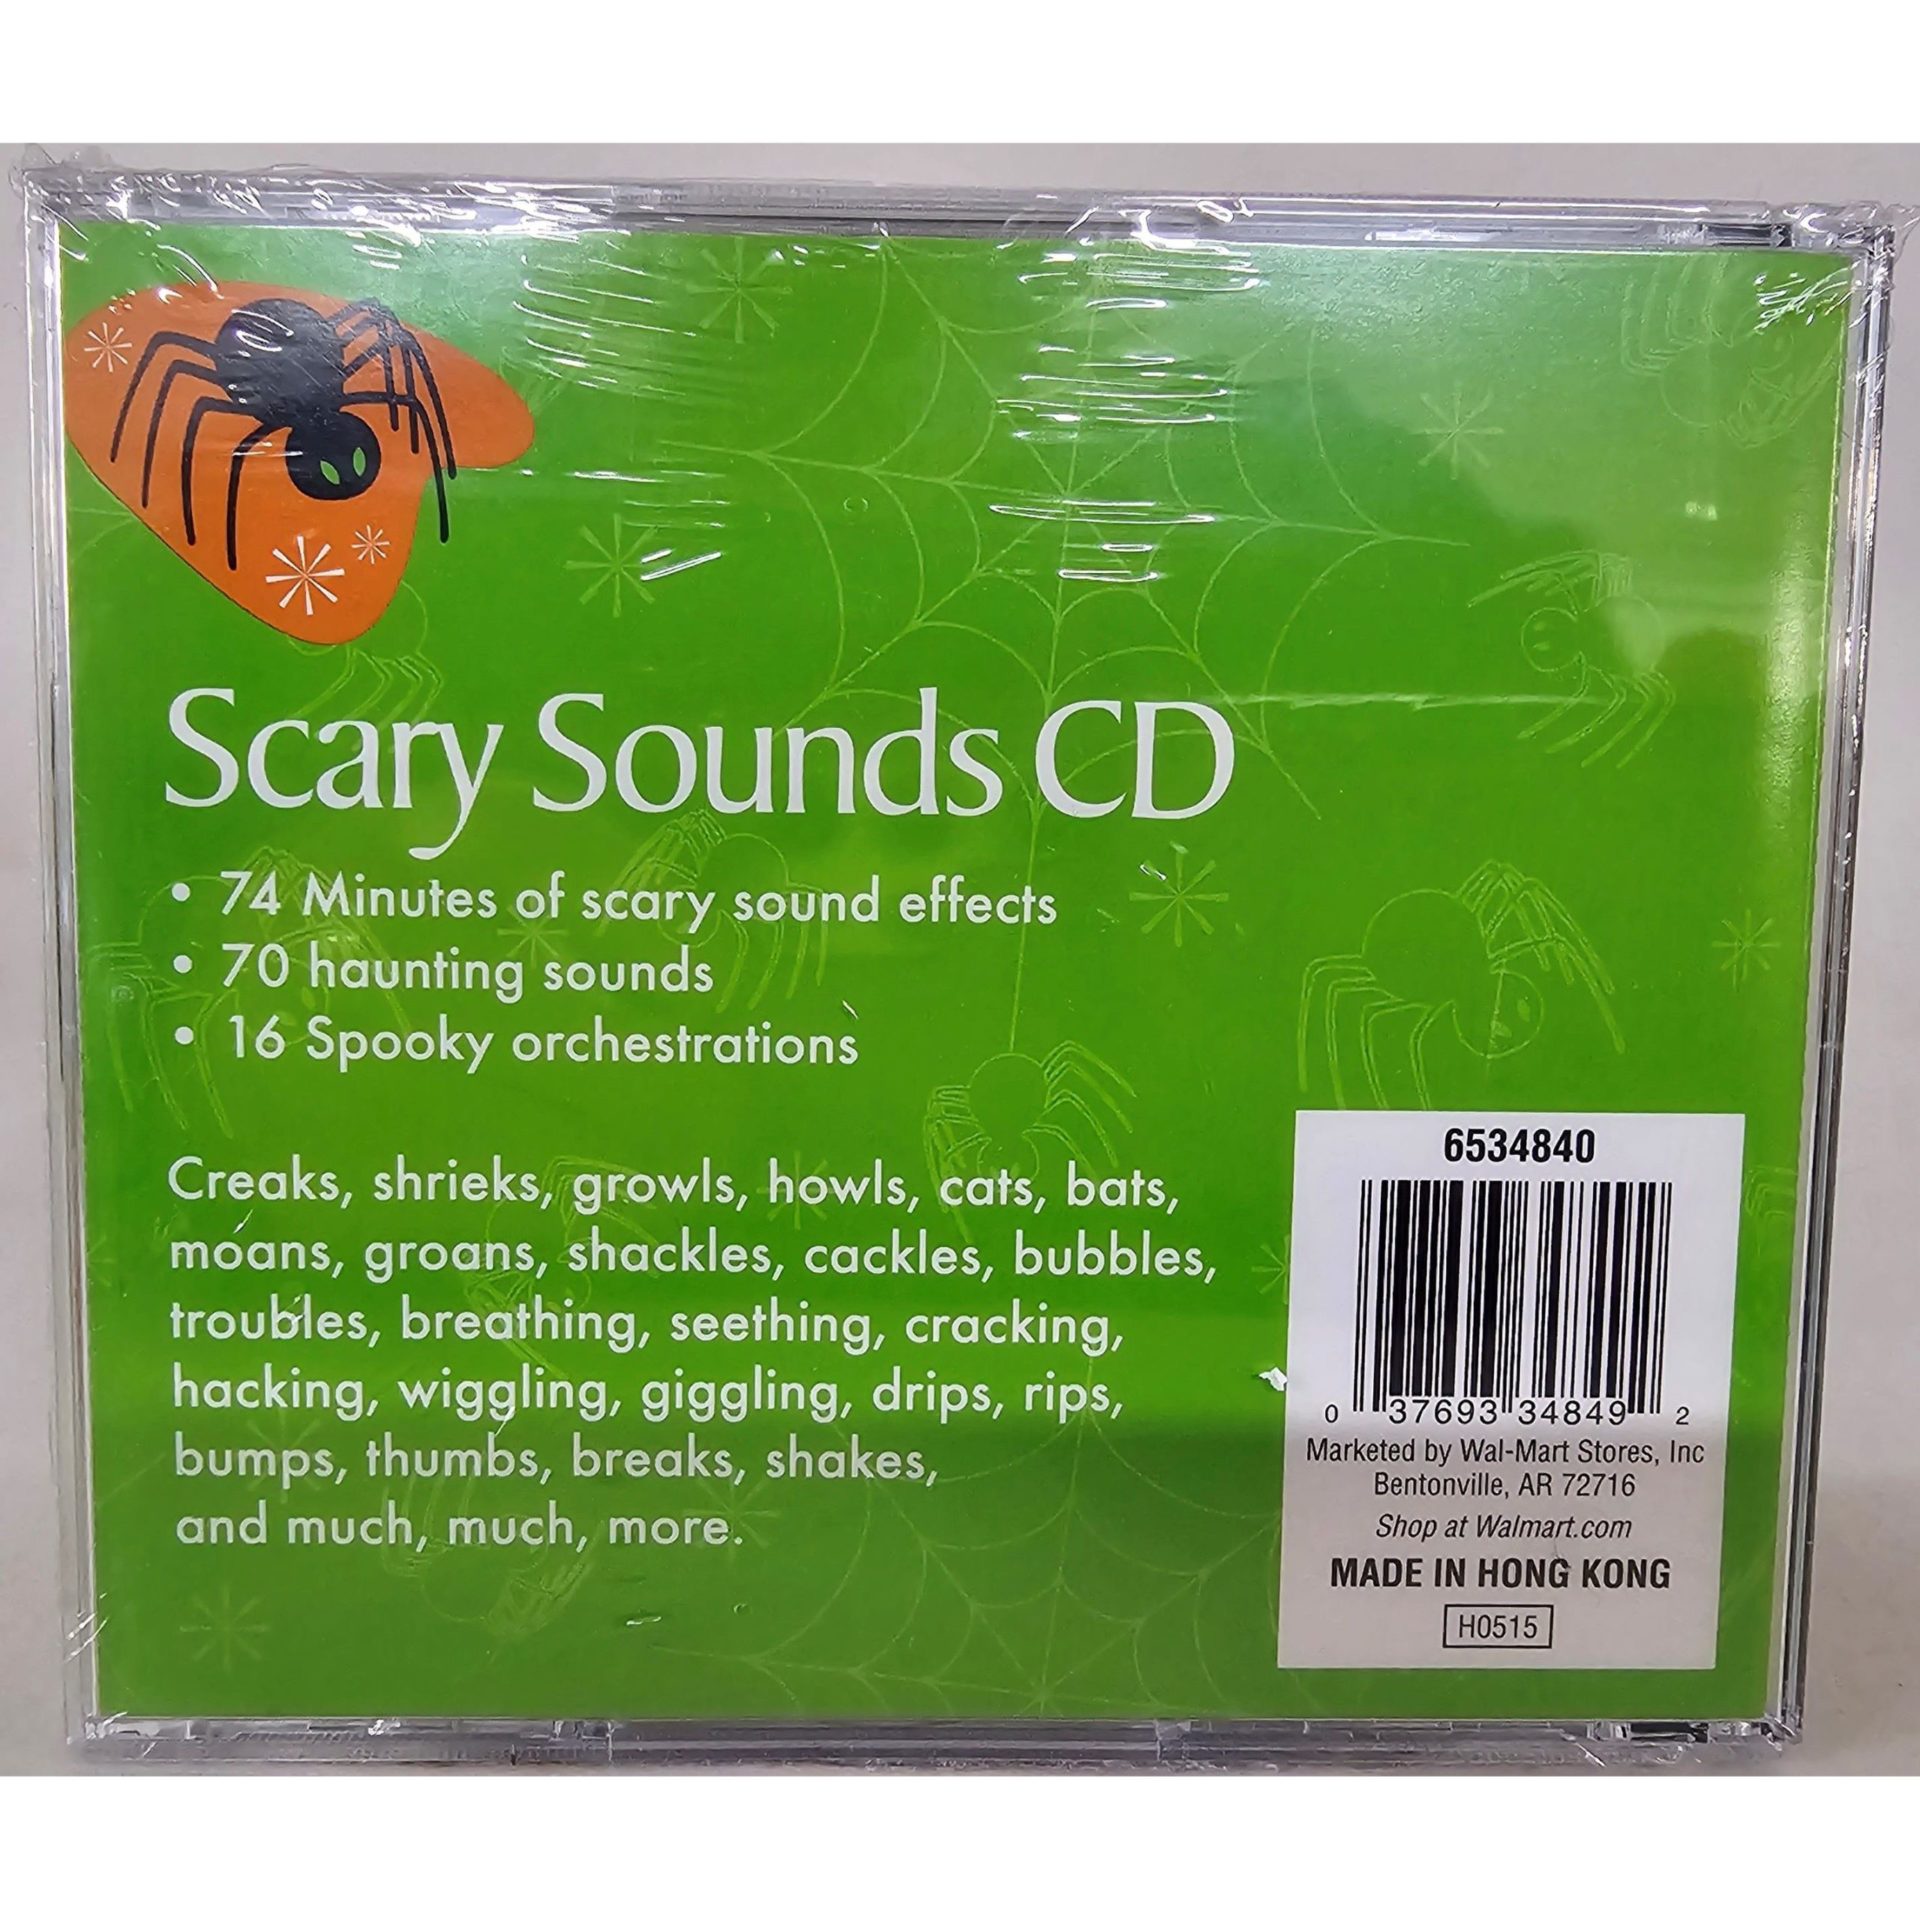 Scary Sounds CD
• 74 Minutes of scary sound effects
• 70 haunting sounds
• 16 Spooky orchestrations
Creaks, shrieks, growls, howls, cats, bats,
moans, groans, shackles, cackles, bubbles,
troubles, breathing, seething, cracking,
hacking, wiggling, giggling, drips, rips,
bumps, thumbs, breaks, shakes,
and much, much, more.
6534840
0 37693 34849 2
Marketed by Wal-Mart Stores, Inc
Bentonville, AR 72716
Shop at Walmart.com
MADE IN HONG KONG
H0515